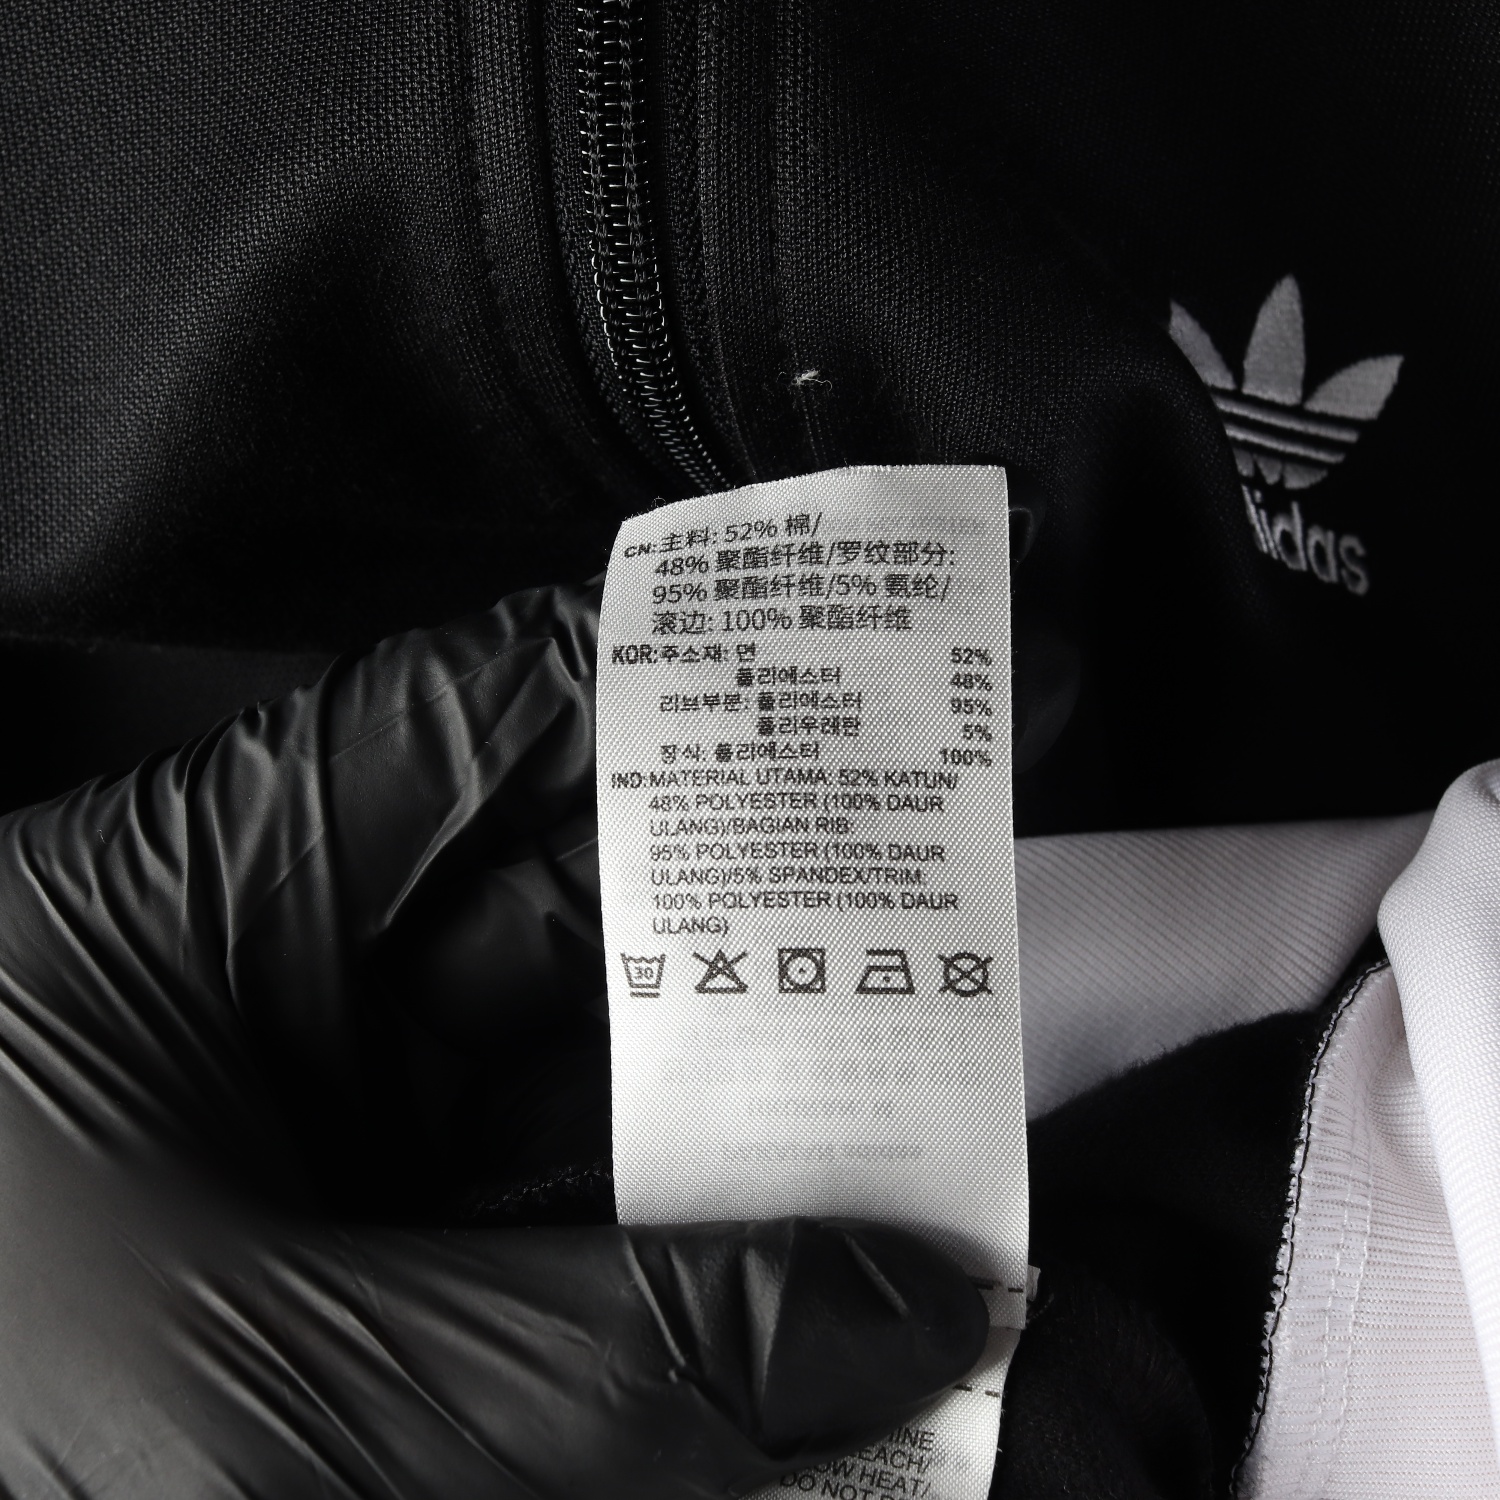 adidas
CN:主料: 52% 棉/
48% 聚酯纤维/罗纹部分:
95% 聚酯纤维/5% 氨纶/
滚边: 100% 聚酯纤维
KOR:주소재: 면 52%
폴리에스터 48%
리브부분: 폴리에스터 95%
폴리우레탄 5%
장식: 폴리에스터 100%
IND:MATERIAL UTAMA: 52% KATUN/
48% POLYESTER (100% DAUR
ULANG)/BAGIAN RIB:
95% POLYESTER (100% DAUR
ULANG)/5% SPANDEX/TRIM:
100% POLYESTER (100% DAUR
ULANG)
30
OW HEAT/
DO NOT